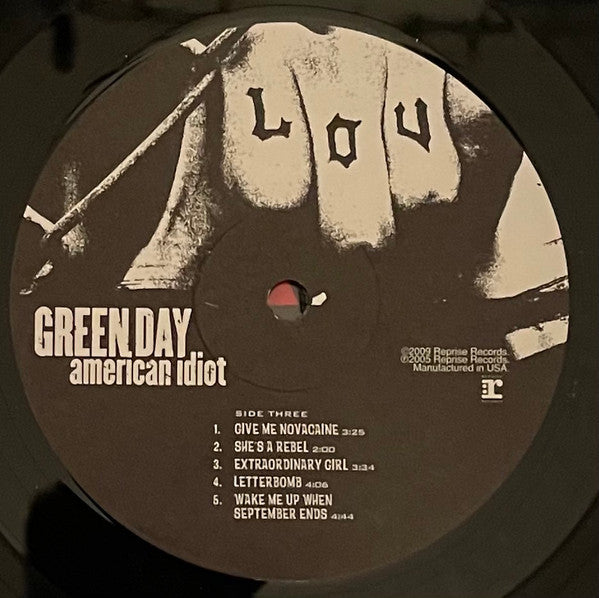 LOV
GREEN DAY
american idiot
©2009 Reprise Records.
℗2005 Reprise Records.
Manufactured in USA.
r
SIDE THREE
1. GIVE ME NOVACAINE 3:25
2. SHE'S A REBEL 2:00
3. EXTRAORDINARY GIRL 3:34
4. LETTERBOMB 4:06
5. WAKE ME UP WHEN
SEPTEMBER ENDS 4:44